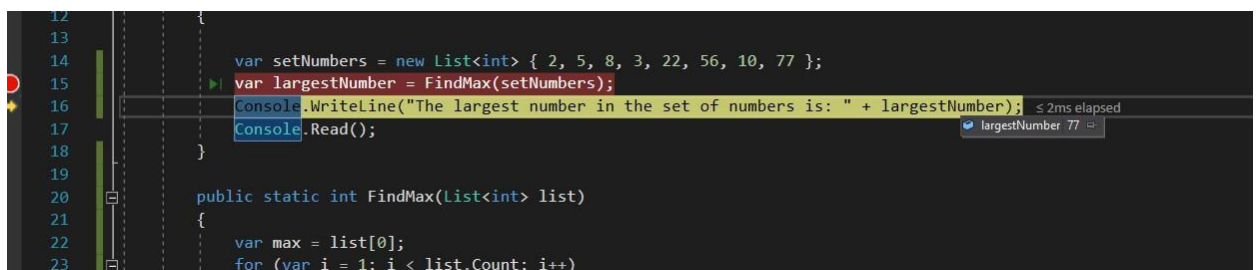 12 {
13
14 var setNumbers = new List<int> { 2, 5, 8, 3, 22, 56, 10, 77 };
15 var largestNumber = FindMax(setNumbers);
16 Console.WriteLine("The largest number in the set of numbers is: " + largestNumber); ≤ 2ms elapsed
largestNumber 77
17 Console.Read();
18 }
19
20 public static int FindMax(List<int> list)
21 {
22 var max = list[0];
23 for (var i = 1; i < list.Count; i++)